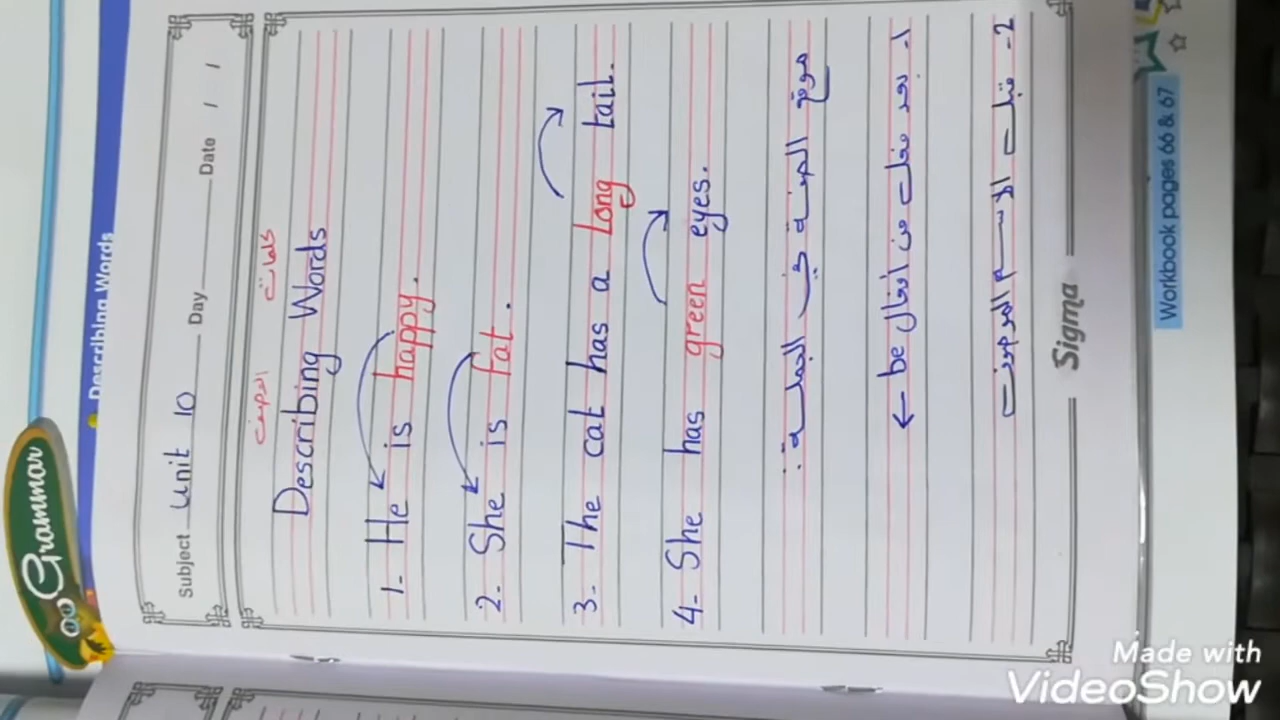 Grammar
Describing Words
Subject Unit 10 Day Date / /
كلمات الوصف
Describing Words
1- He is happy.
2- She is fat.
3- The cat has a long tail.
4- She has green eyes.
موقع الصفة في الجملة:
1- بعد فعل من أفعال be ←
2- قبل الاسم الموصوف
Sigma
Workbook pages 66 & 67
Made with
VideoShow